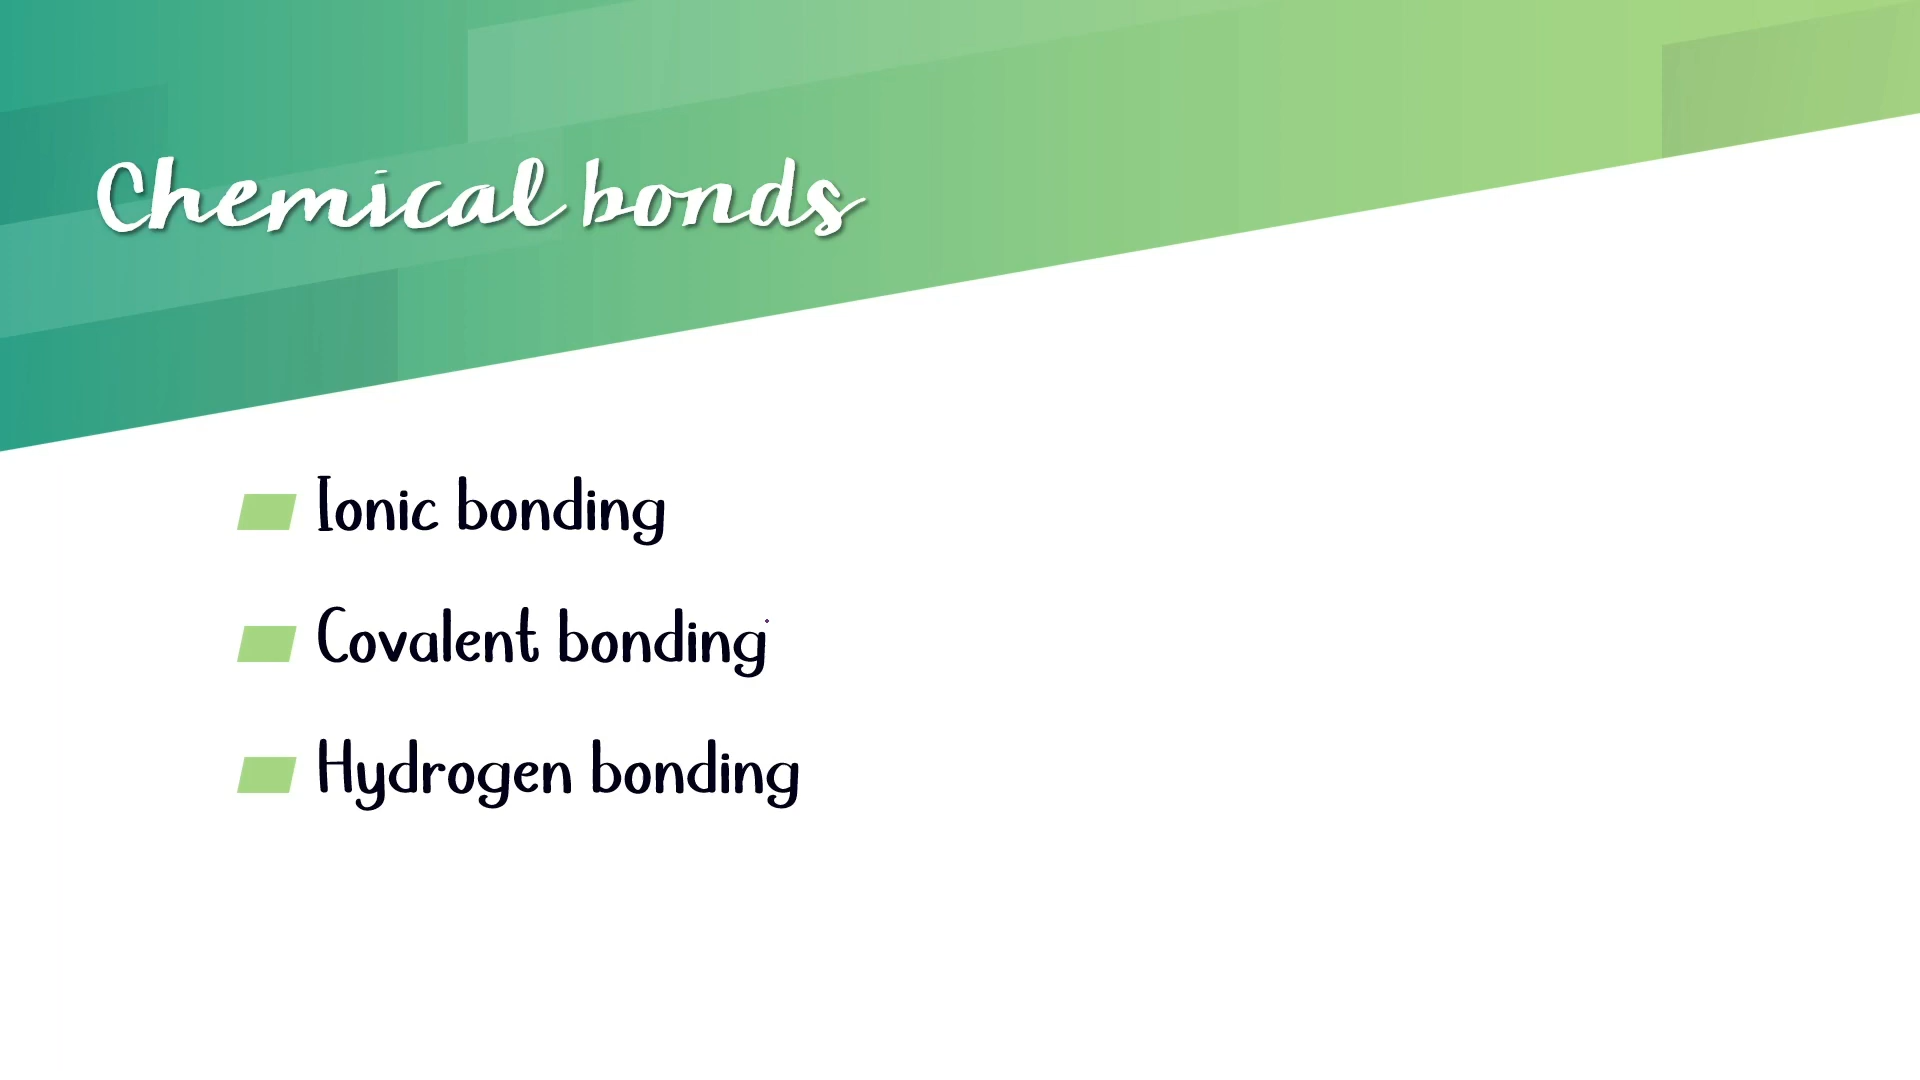 Chemical bonds
Ionic bonding
Covalent bonding
Hydrogen bonding